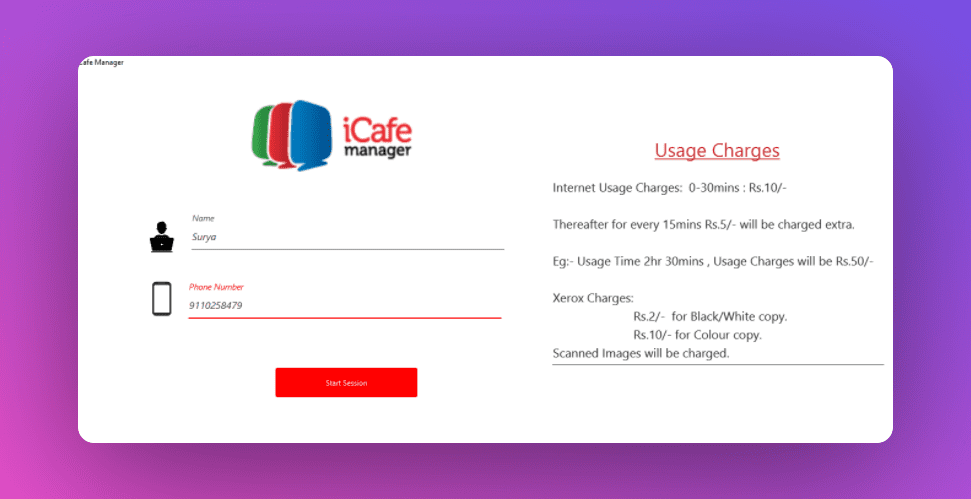 Cafe Manager
iCafe
manager
Name
Surya
Phone Number
9110258479
Start Session
Usage Charges
Internet Usage Charges:  0-30mins : Rs.10/-
Thereafter for every 15mins Rs.5/- will be charged extra.
Eg:- Usage Time 2hr 30mins , Usage Charges will be Rs.50/-
Xerox Charges:
Rs.2/-  for Black/White copy.
Rs.10/- for Colour copy.
Scanned Images will be charged.